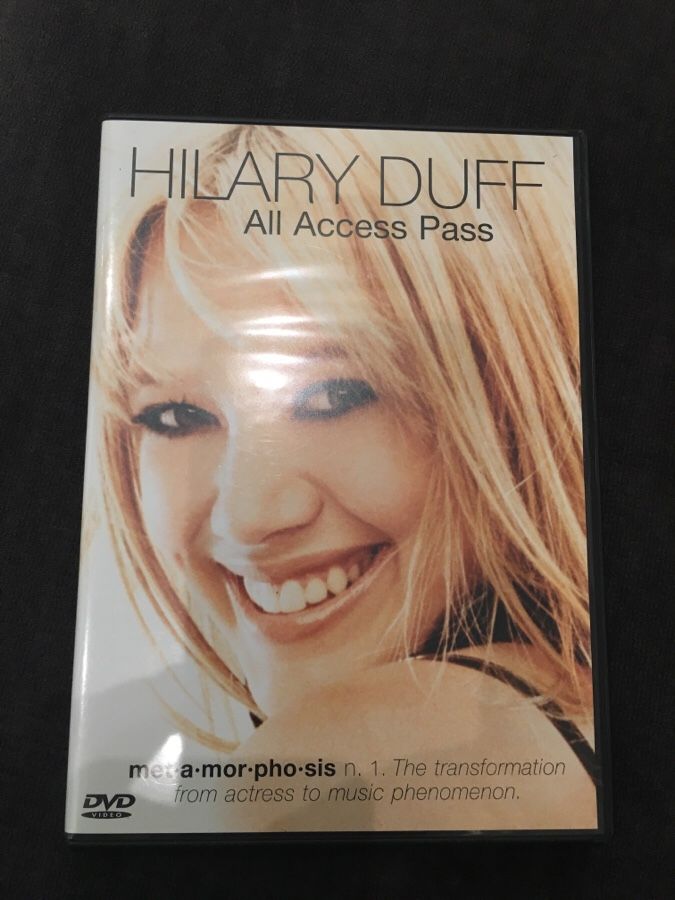 HILARY DUFF
All Access Pass
met·a·mor·pho·sis n. 1. The transformation
from actress to music phenomenon.
DVD
VIDEO